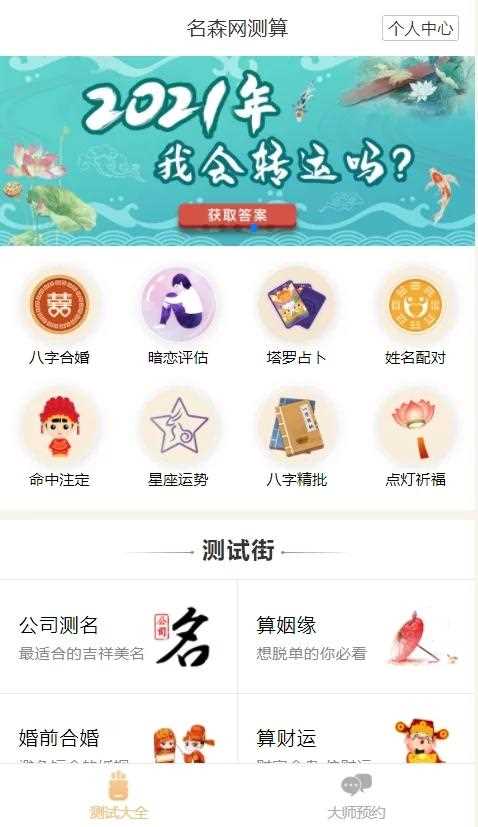 名森网测算
个人中心
2021年
我会转运吗?
获取答案
八字合婚
暗恋评估
塔罗占卜
姓名配对
命中注定
星座运势
八字精批
点灯祈福
测试街
公司测名
最适合的吉祥美名
公司
名
算姻缘
想脱单的你必看
婚前合婚
算财运
测试大全
大师预约